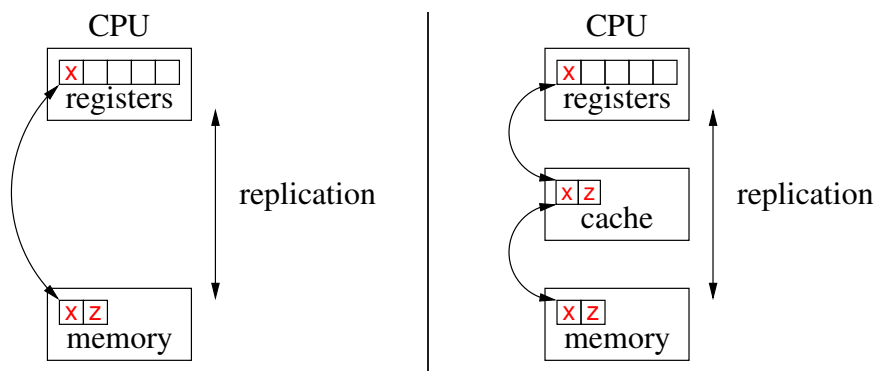 CPU
x
registers
replication
x z
memory
CPU
x
registers
x z
cache
replication
x z
memory